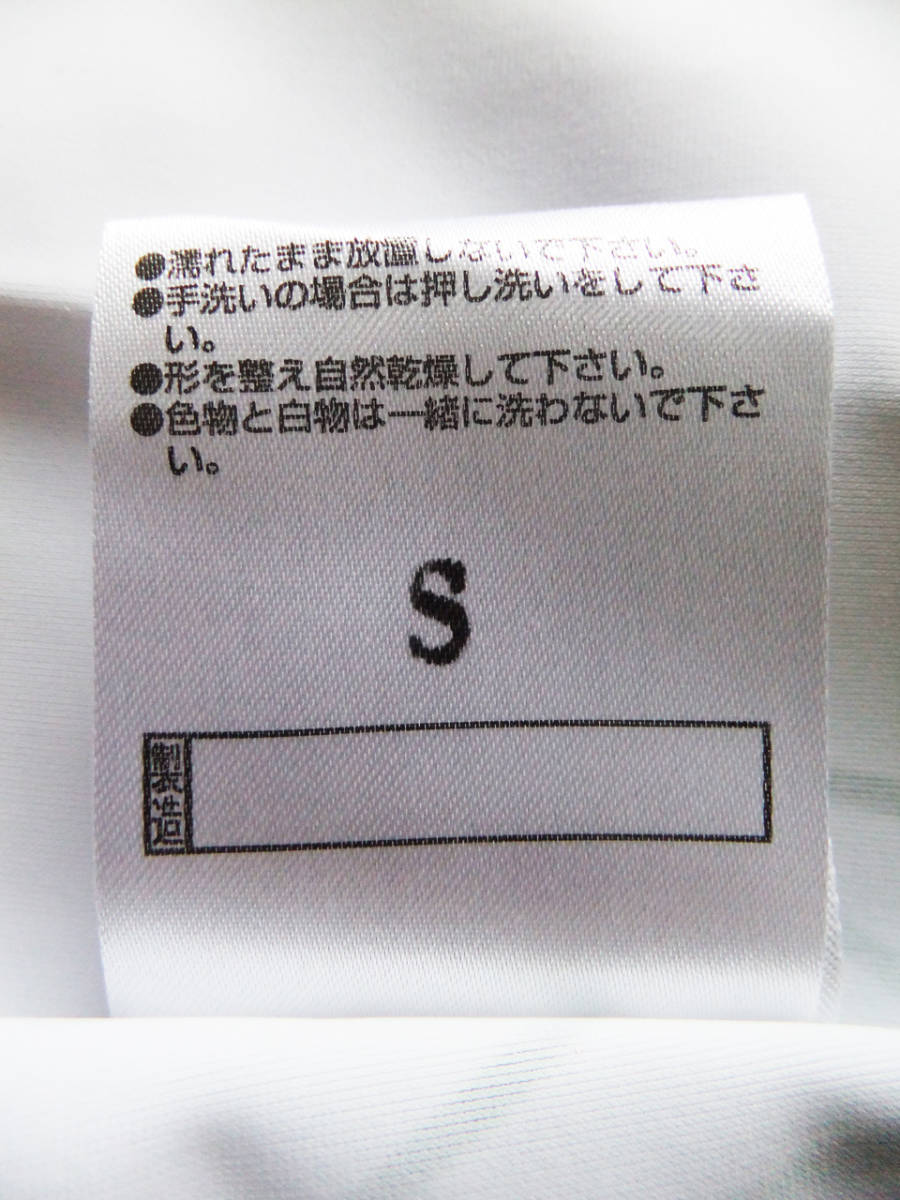 ●濡れたまま放置しないで下さい。
●手洗いの場合は押し洗いをして下さ
い。
●形を整え自然乾燥して下さい。
●色物と白物は一緒に洗わないで下さ
い。
S
製造